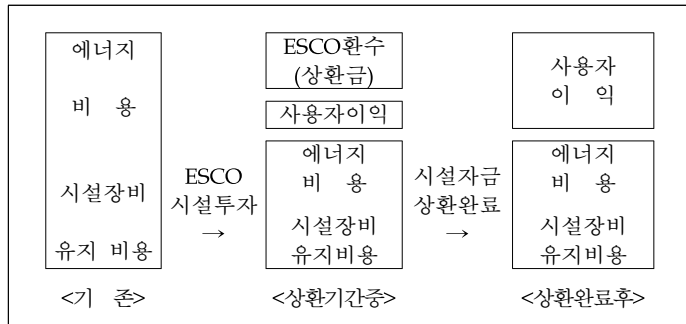 에너지
비 용
시설장비
유지 비용
<기 존>
ESCO
시설투자
→
ESCO환수
(상환금)
사용자이익
에너지
비 용
시설장비
유지비용
<상환기간중>
시설자금
상환완료
→
사용자
이 익
에너지
비 용
시설장비
유지비용
<상환완료후>